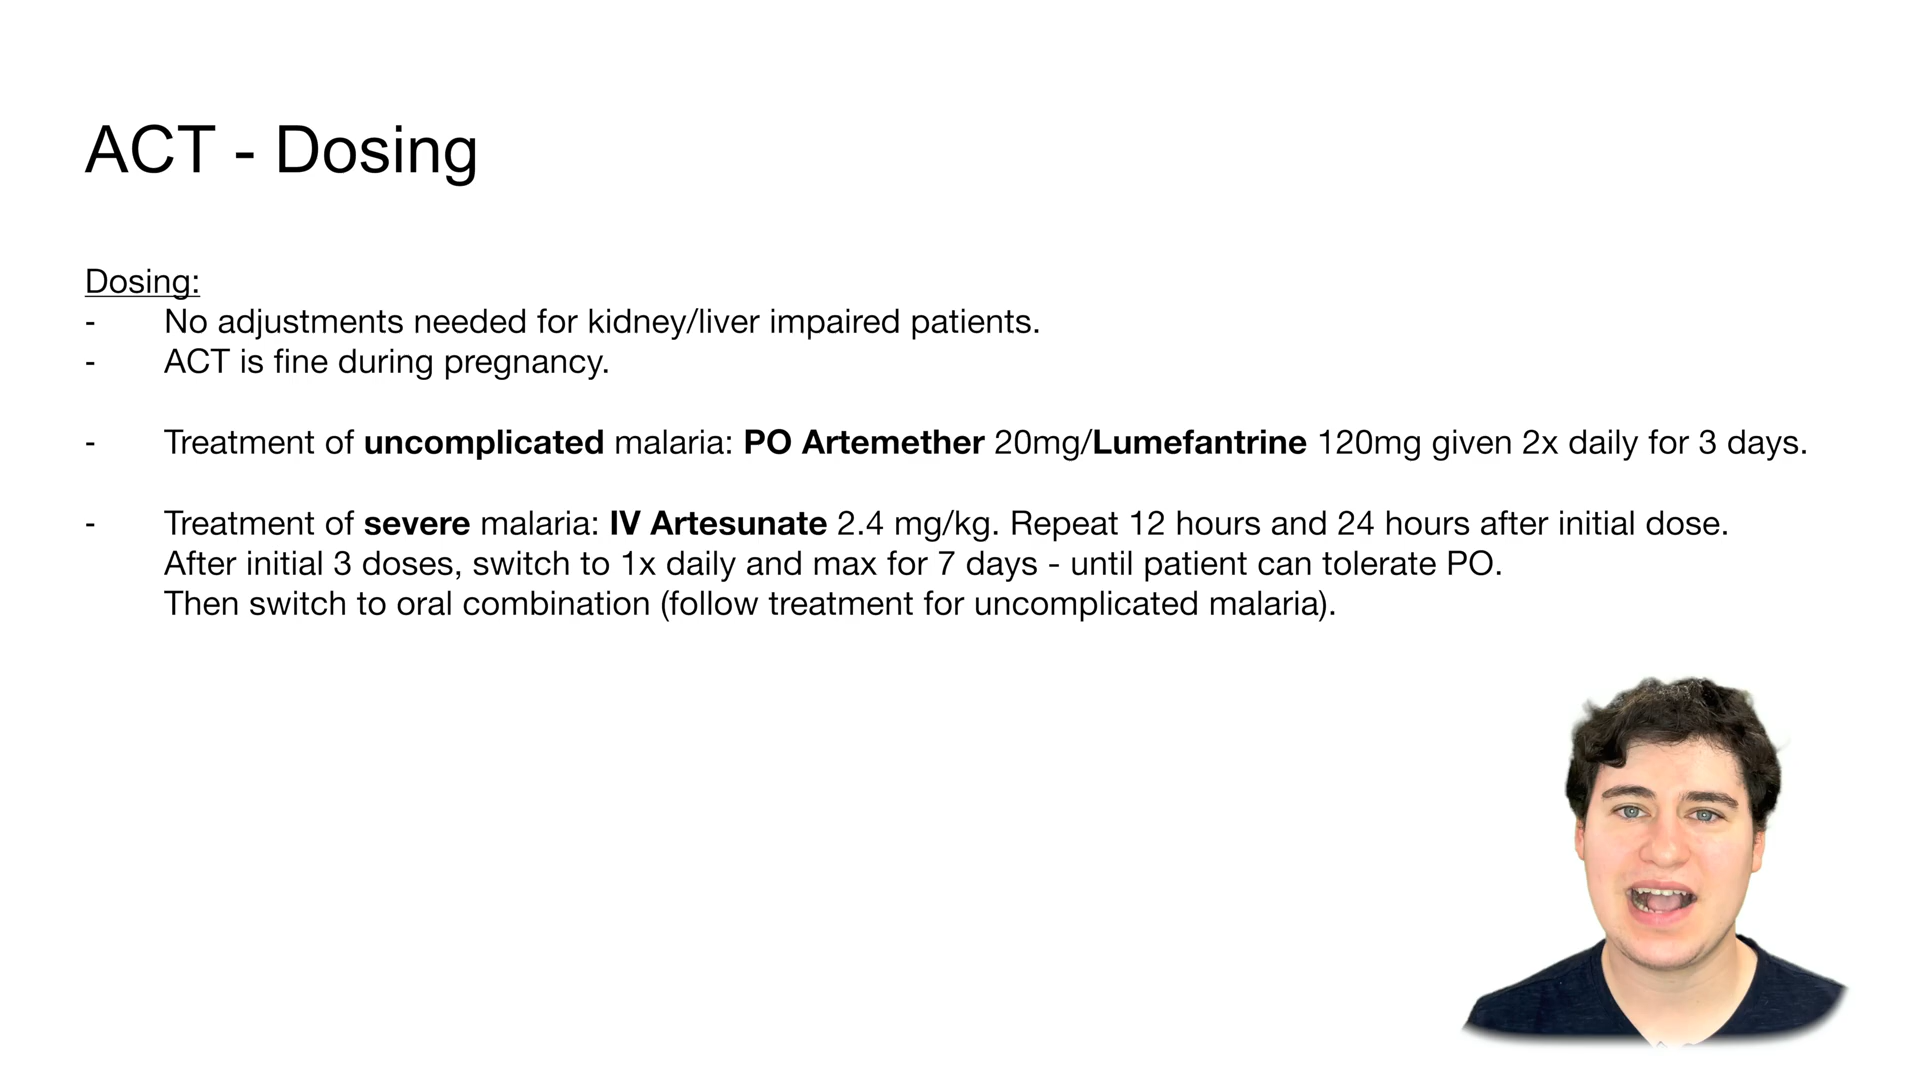 ACT - Dosing
Dosing:
- No adjustments needed for kidney/liver impaired patients.
- ACT is fine during pregnancy.
- Treatment of uncomplicated malaria: PO Artemether 20mg/Lumefantrine 120mg given 2x daily for 3 days.
- Treatment of severe malaria: IV Artesunate 2.4 mg/kg. Repeat 12 hours and 24 hours after initial dose.
After initial 3 doses, switch to 1x daily and max for 7 days - until patient can tolerate PO.
Then switch to oral combination (follow treatment for uncomplicated malaria).